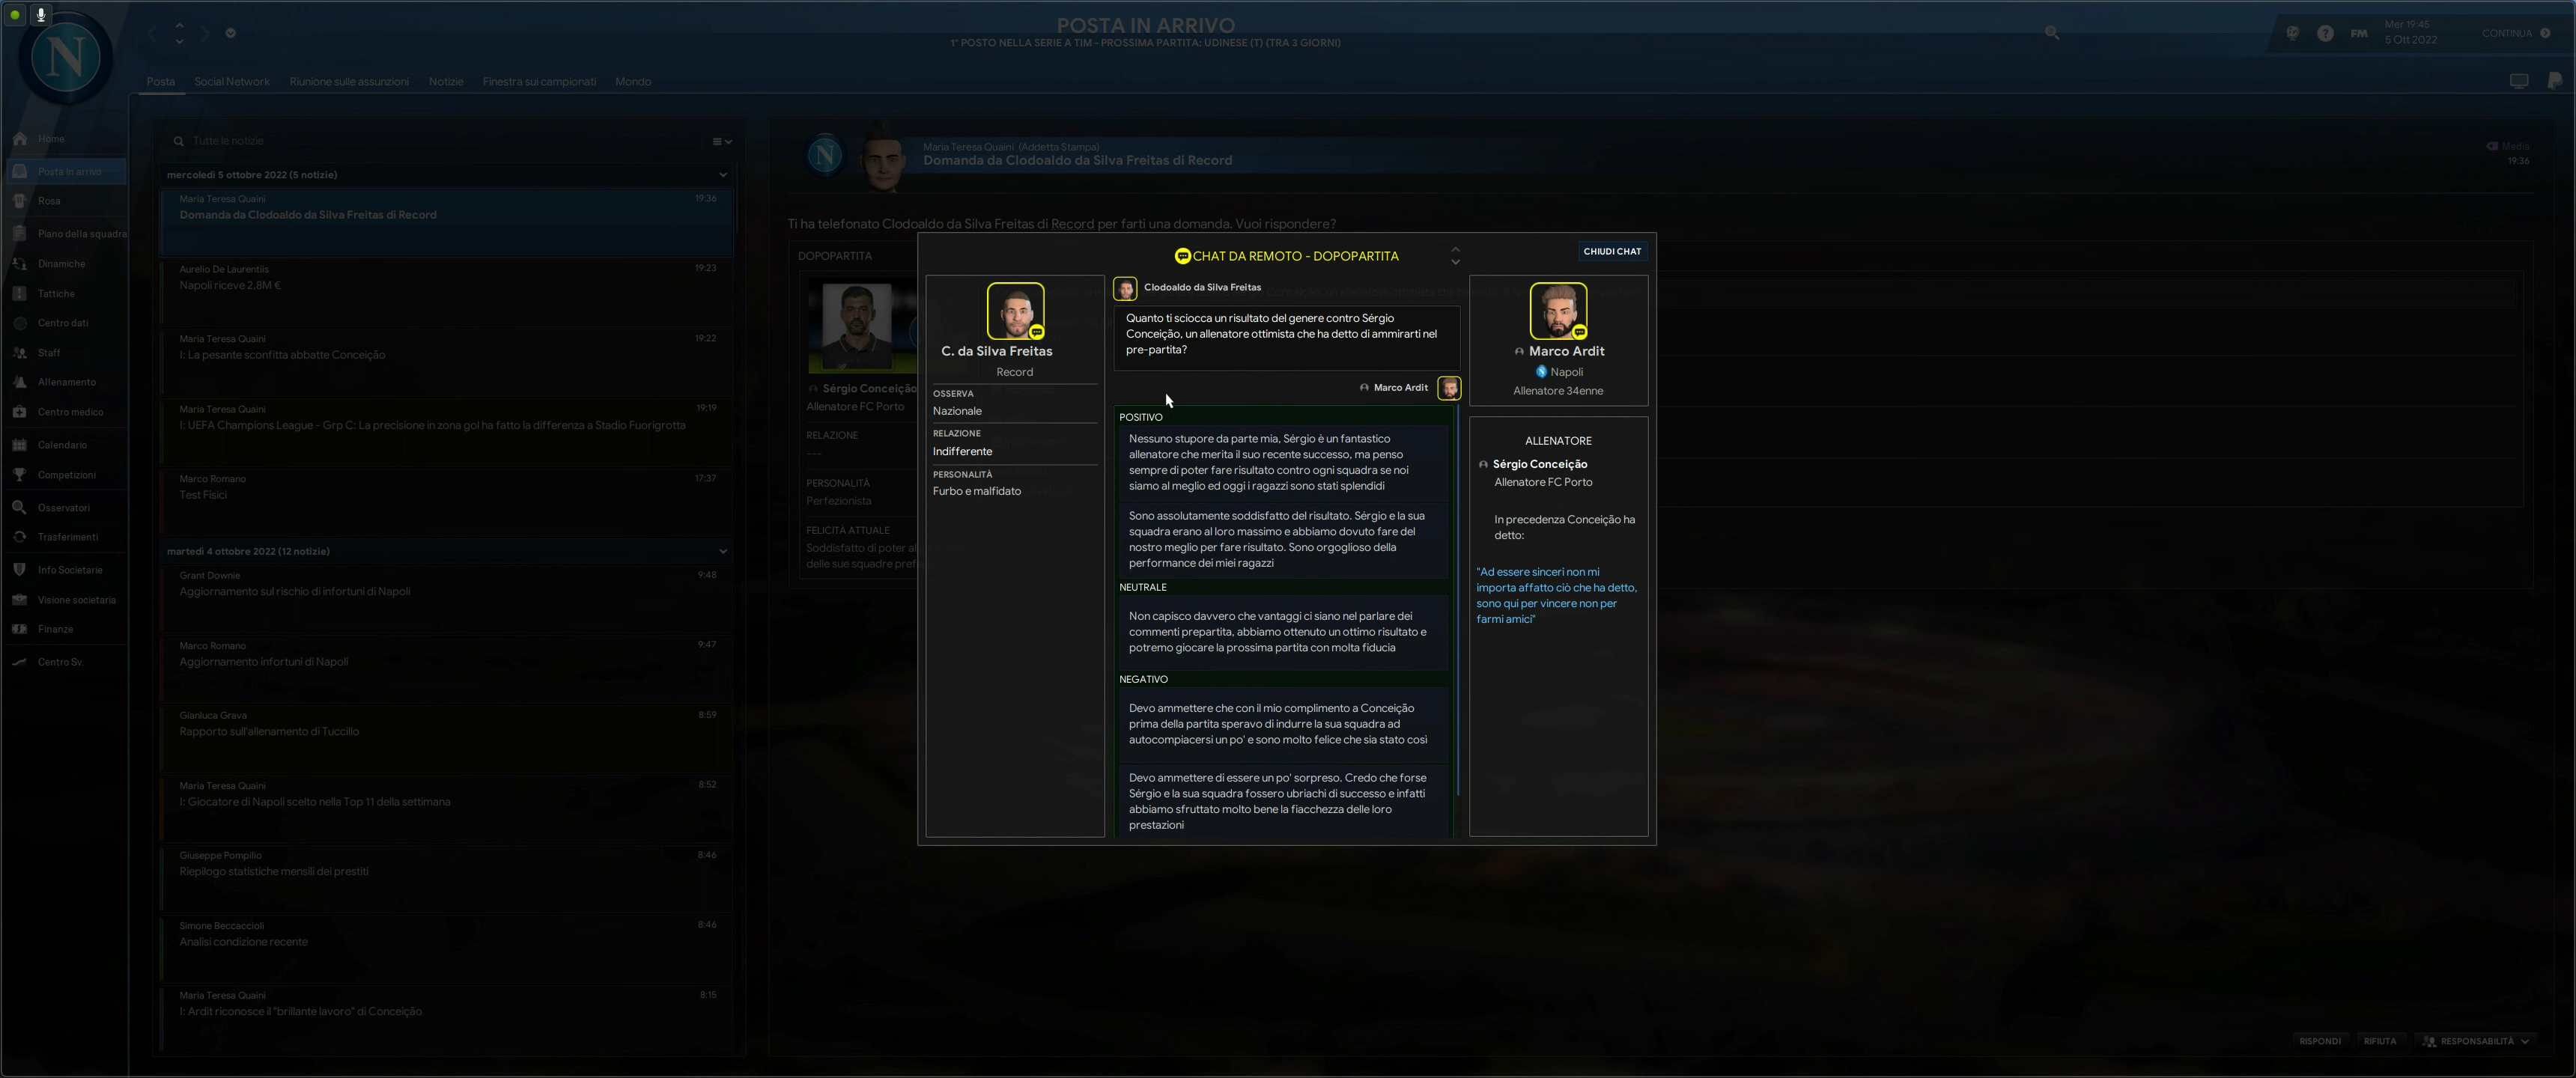 POSTA IN ARRIVO
1° POSTO NELLA SERIE A TIM - PROSSIMA PARTITA: UDINESE (T) (TRA 3 GIORNI)
FM
Mer 19:45
5 Ott 2022
CONTINUA
Posta
Social Network
Riunione sulle assunzioni
Notizie
Finestra sui campionati
Mondo
Home
Posta in arrivo
Rosa
Piano della squadra
Dinamiche
Tattiche
Centro dati
Staff
Allenamento
Centro medico
Calendario
Competizioni
Osservatori
Trasferimenti
Info Societarie
Visione societaria
Finanze
Centro Sv.
Tutte le notizie
mercoledì 5 ottobre 2022 (5 notizie)
Maria Teresa Quaini 19:36
Domanda da Clodoaldo da Silva Freitas di Record
Aurelio De Laurentiis 19:23
Napoli riceve 2,8M €
Maria Teresa Quaini 19:22
I: La pesante sconfitta abbatte Conceição
Maria Teresa Quaini 19:19
I: UEFA Champions League - Grp C: La precisione in zona gol ha fatto la differenza a Stadio Fuorigrotta
Marco Romano 17:37
Test Fisici
martedì 4 ottobre 2022 (12 notizie)
Grant Downie 9:48
Aggiornamento sul rischio di infortuni di Napoli
Marco Romano 9:47
Aggiornamento infortuni di Napoli
Gianluca Grava 8:59
Rapporto sull'allenamento di Tuccillo
Maria Teresa Quaini 8:52
I: Giocatore di Napoli scelto nella Top 11 della settimana
Giuseppe Pompilio 8:46
Riepilogo statistiche mensili dei prestiti
Simone Beccaccioli 8:46
Analisi condizione recente
Maria Teresa Quaini 8:15
I: Ardit riconosce il "brillante lavoro" di Conceição
Maria Teresa Quaini (Addetta Stampa)
Domanda da Clodoaldo da Silva Freitas di Record
Media
19:36
Ti ha telefonato Clodoaldo da Silva Freitas di Record per farti una domanda. Vuoi rispondere?
DOPOPARTITA
Sérgio Conceição
Allenatore FC Porto
RELAZIONE
---
PERSONALITÀ
Perfezionista
FELICITÀ ATTUALE
Soddisfatto di poter
delle sue squadre
CHAT DA REMOTO - DOPOPARTITA
CHIUDI CHAT
C. da Silva Freitas
Record
OSSERVA
Nazionale
RELAZIONE
Indifferente
PERSONALITÀ
Furbo e malfidato
Clodoaldo da Silva Freitas
Quanto ti sciocca un risultato del genere contro Sérgio
Conceição, un allenatore ottimista che ha detto di ammirarti nel
pre-partita?
Marco Ardit
POSITIVO
Nessuno stupore da parte mia, Sérgio è un fantastico
allenatore che merita il suo recente successo, ma penso
sempre di poter fare risultato contro ogni squadra se noi
siamo al meglio ed oggi i ragazzi sono stati splendidi
Sono assolutamente soddisfatto del risultato. Sérgio e la sua
squadra erano al loro massimo e abbiamo dovuto fare del
nostro meglio per fare risultato. Sono orgoglioso della
performance dei miei ragazzi
NEUTRALE
Non capisco davvero che vantaggi ci siano nel parlare dei
commenti prepartita, abbiamo ottenuto un ottimo risultato e
potremo giocare la prossima partita con molta fiducia
NEGATIVO
Devo ammettere che con il mio complimento a Conceição
prima della partita speravo di indurre la sua squadra ad
autocompiacersi un po' e sono molto felice che sia stato così
Devo ammettere di essere un po' sorpreso. Credo che forse
Sérgio e la sua squadra fossero ubriachi di successo e infatti
abbiamo sfruttato molto bene la fiacchezza delle loro
prestazioni
Marco Ardit
Napoli
Allenatore 34enne
ALLENATORE
Sérgio Conceição
Allenatore FC Porto
In precedenza Conceição ha
detto:
"Ad essere sinceri non mi
importa affatto ciò che ha detto,
sono qui per vincere non per
farmi amici"
RISPONDI
RIFIUTA
RESPONSABILITÀ